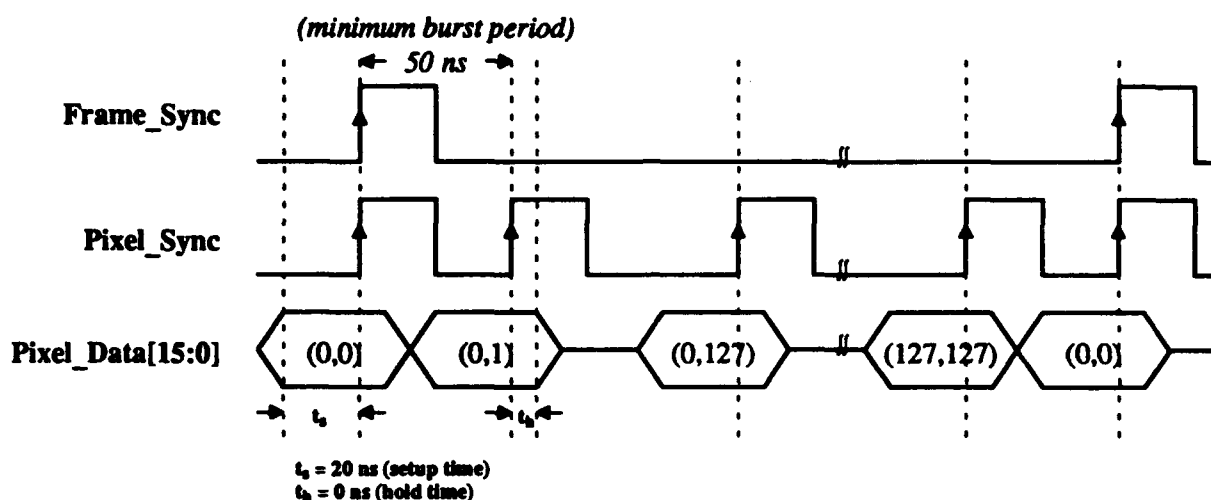 (minimum burst period)
50 ns
Frame_Sync
Pixel_Sync
Pixel_Data[15:0]
(0,0) (0,1) (0,127) (127,127) (0,0)
tₛ tₕ
tₛ = 20 ns (setup time)
tₕ = 0 ns (hold time)